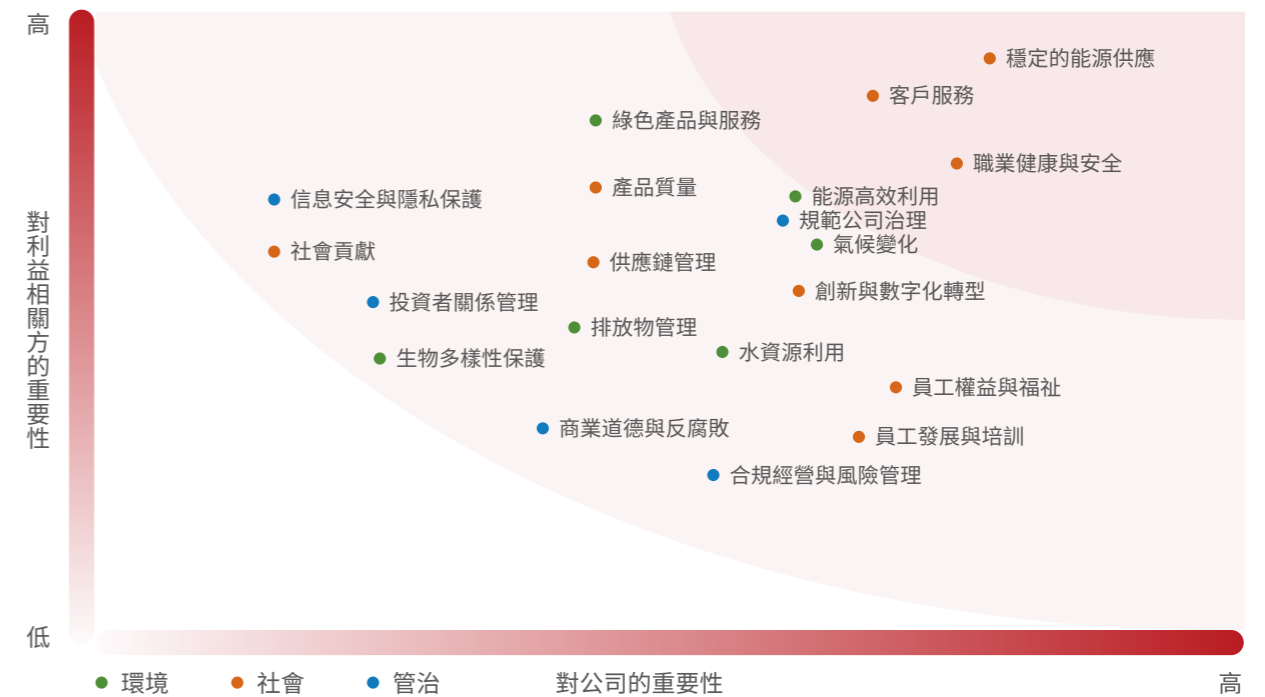 高
穩定的能源供應
客戶服務
綠色產品與服務
職業健康與安全
產品質量
能源高效利用
信息安全與隱私保護
規範公司治理
氣候變化
社會貢獻
供應鏈管理
創新與數字化轉型
投資者關係管理
排放物管理
水資源利用
生物多樣性保護
員工權益與福祉
商業道德與反腐敗
員工發展與培訓
合規經營與風險管理
對利益相關方的重要性
低
環境
社會
管治
對公司的重要性
高